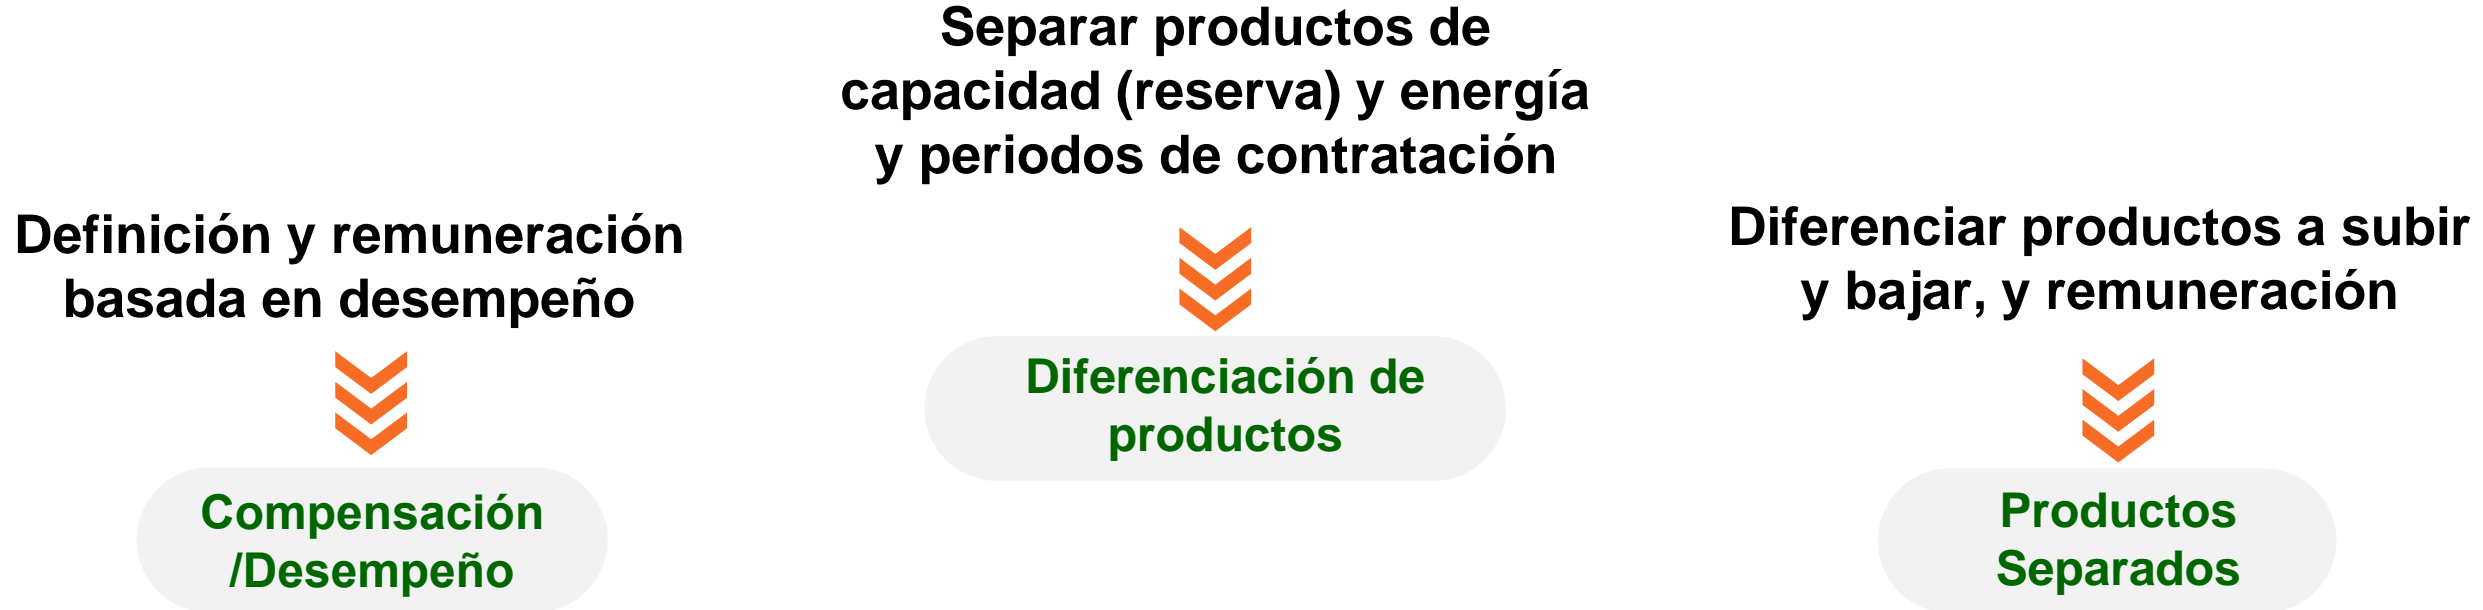 Definición y remuneración
basada en desempeño
Compensación
/Desempeño
Separar productos de
capacidad (reserva) y energía
y periodos de contratación
Diferenciación de
productos
Diferenciar productos a subir
y bajar, y remuneración
Productos
Separados